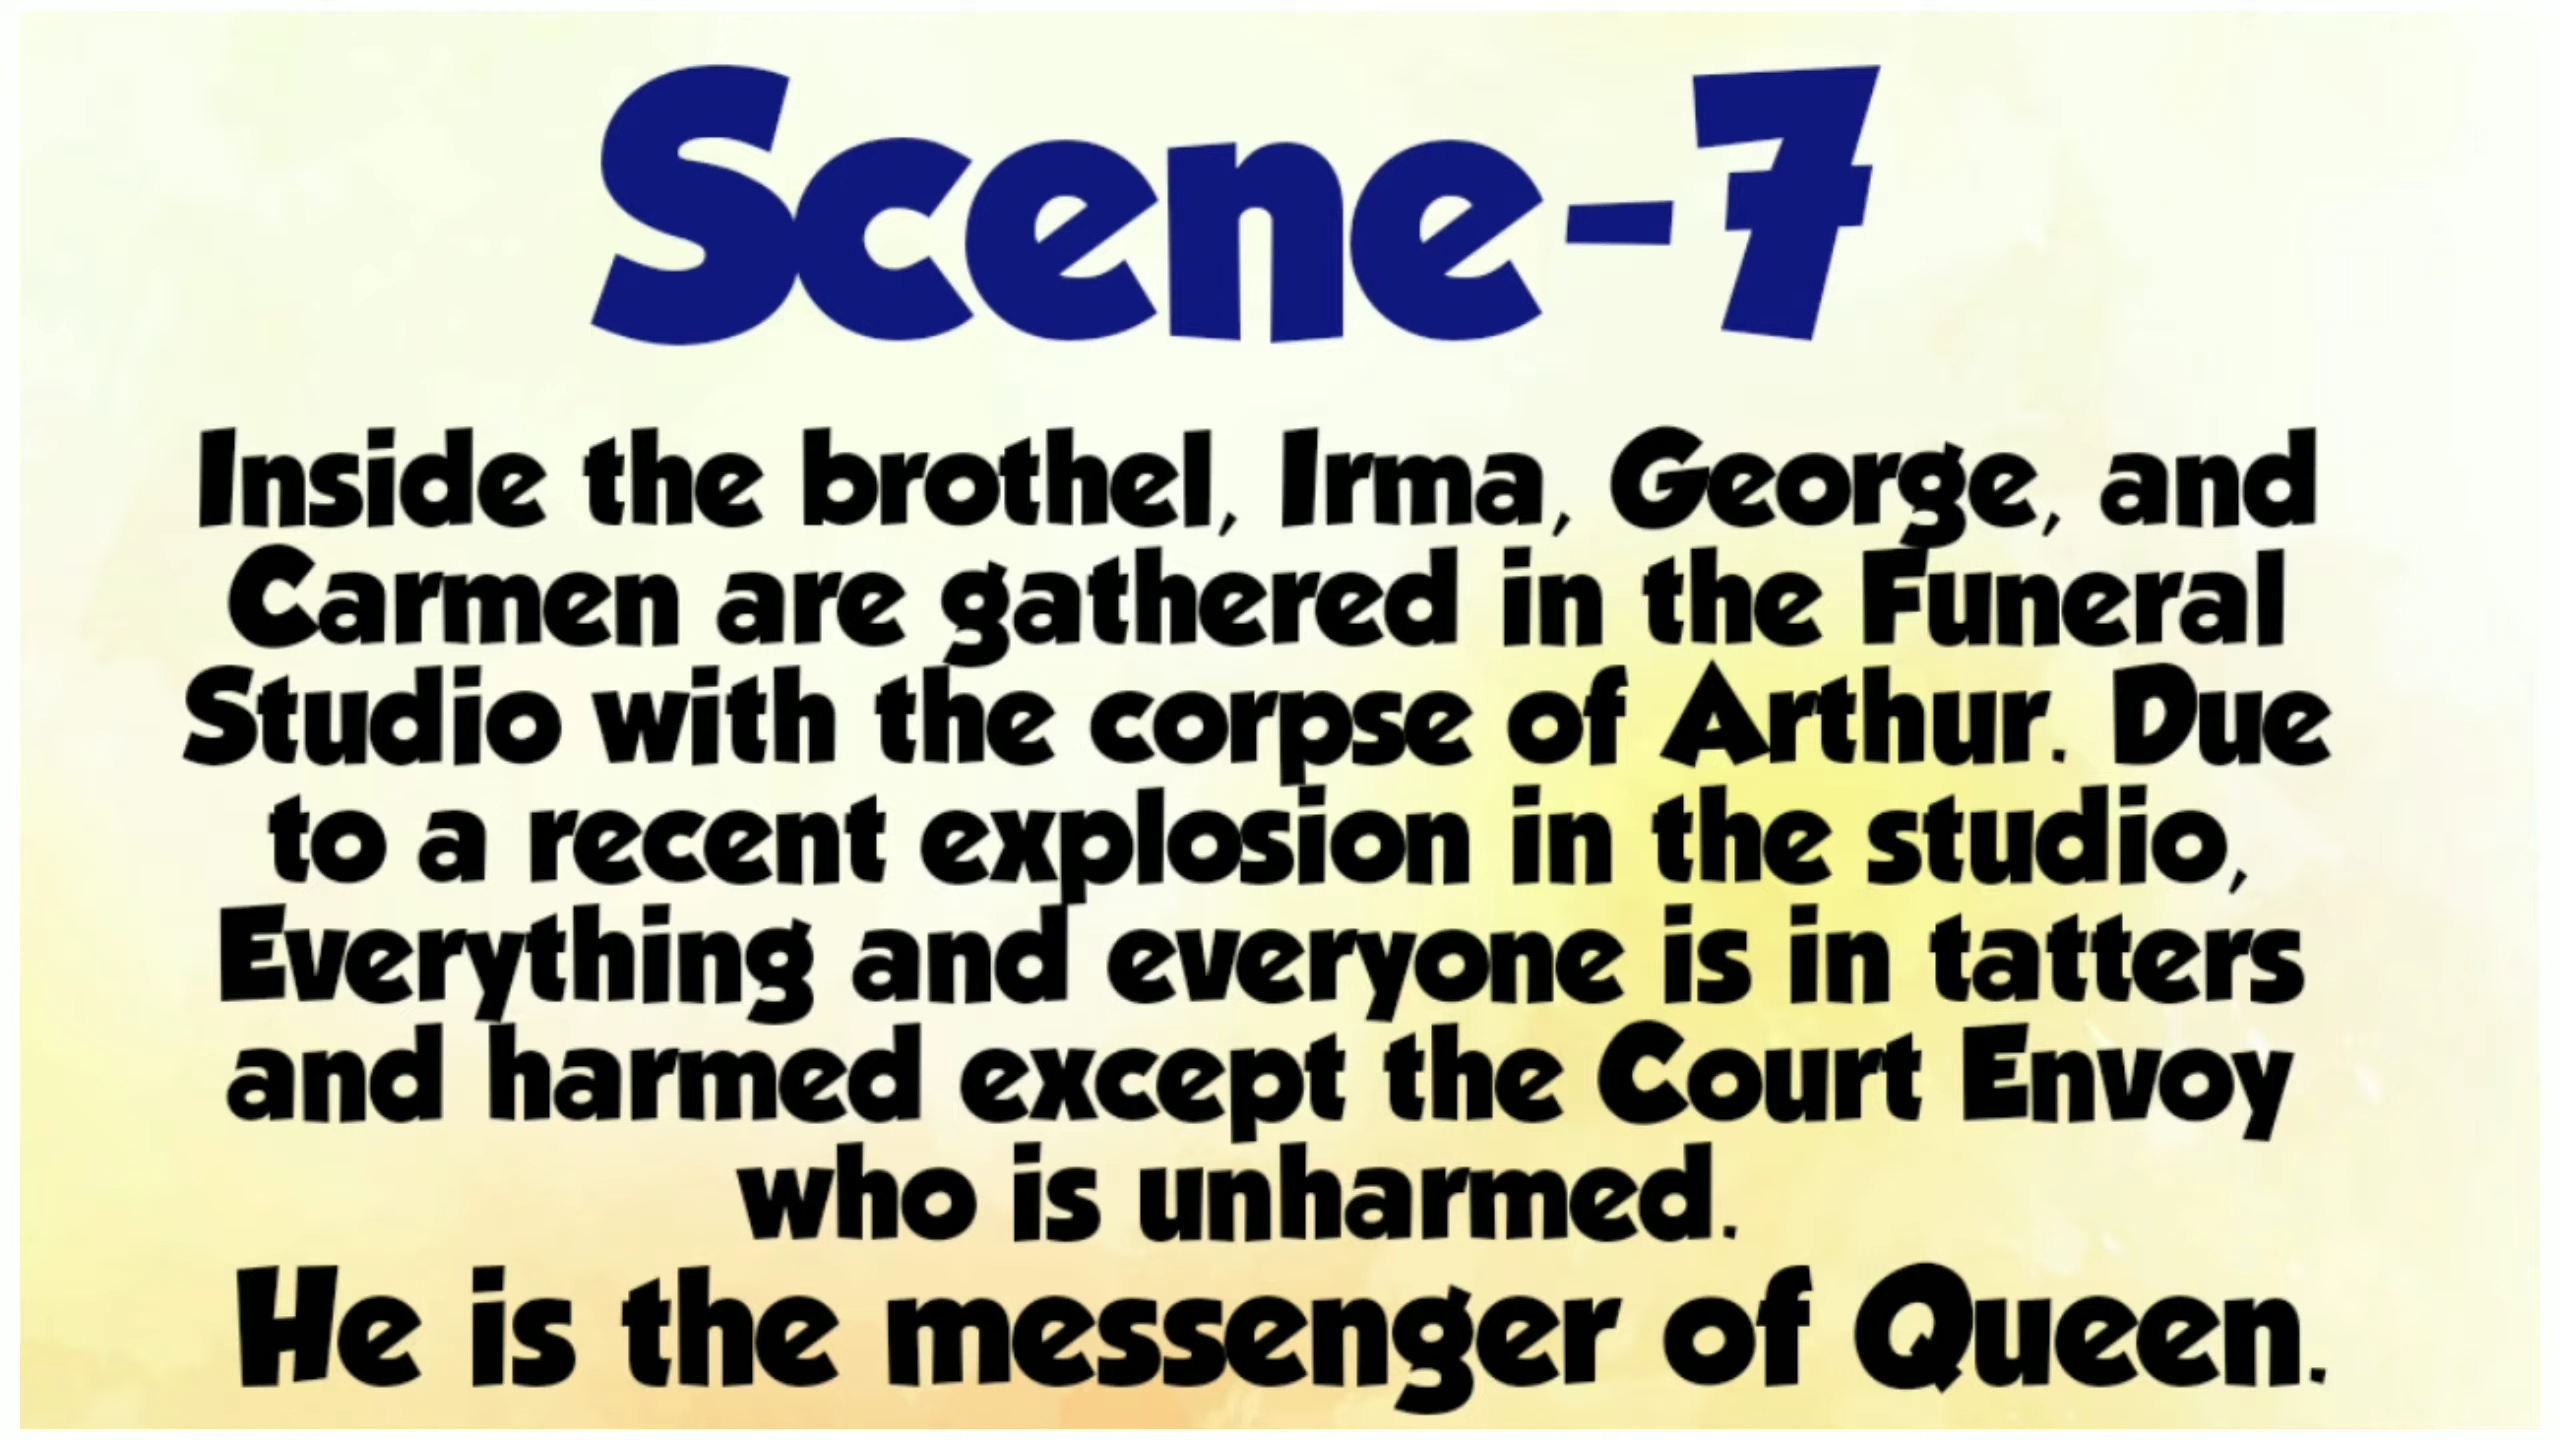 Scene-7
Inside the brothel, Irma, George, and
Carmen are gathered in the Funeral
Studio with the corpse of Arthur. Due
to a recent explosion in the studio,
Everything and everyone is in tatters
and harmed except the Court Envoy
who is unharmed.
He is the messenger of Queen.